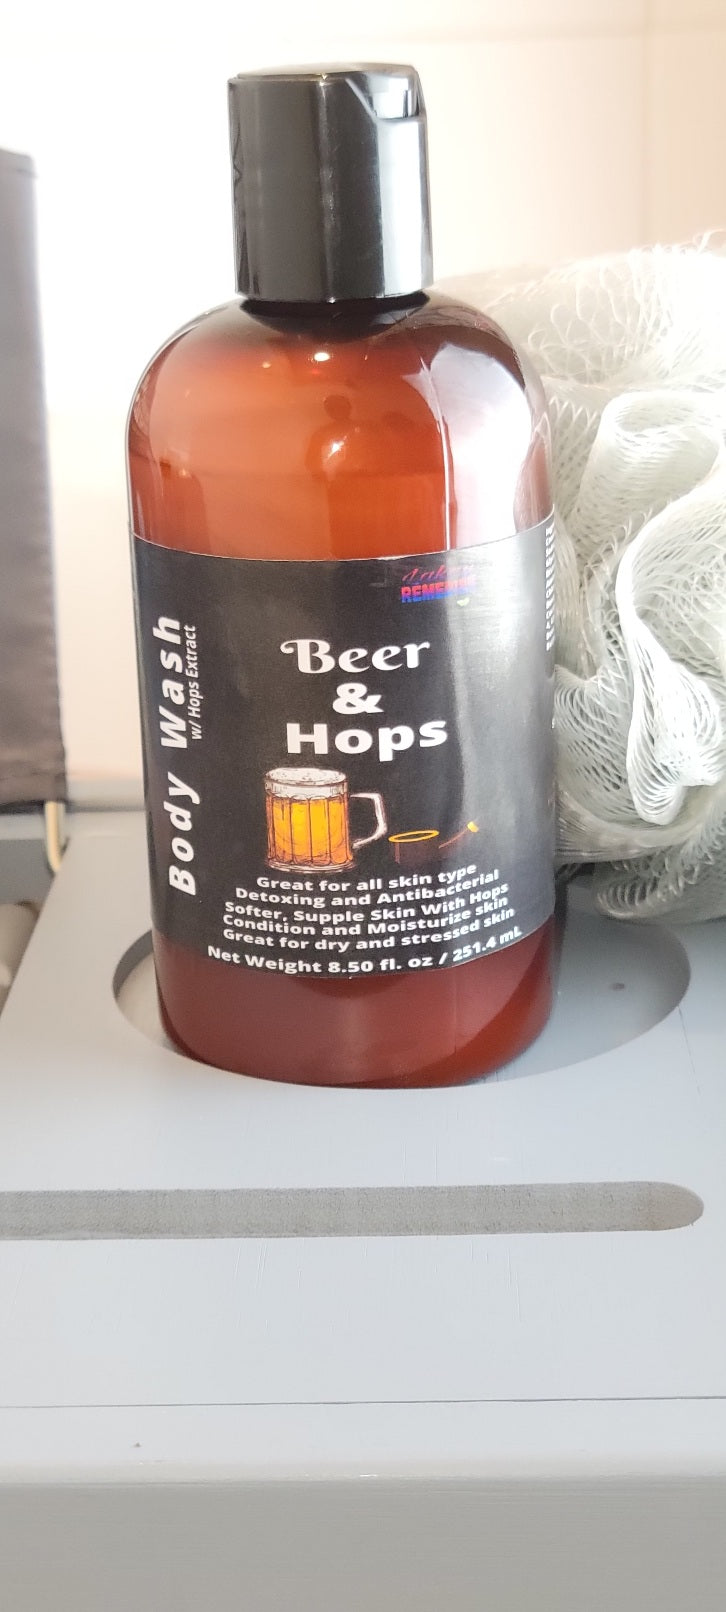 REMEDIES
Beer
&
Hops
Body Wash
w/ Hops Extract
Great for all skin type
Detoxing and Antibacterial
Softer, Supple Skin With Hops
Condition and Moisturize skin
Great for dry and stressed skin
Net Weight 8.50 fl. oz / 251.4 mL